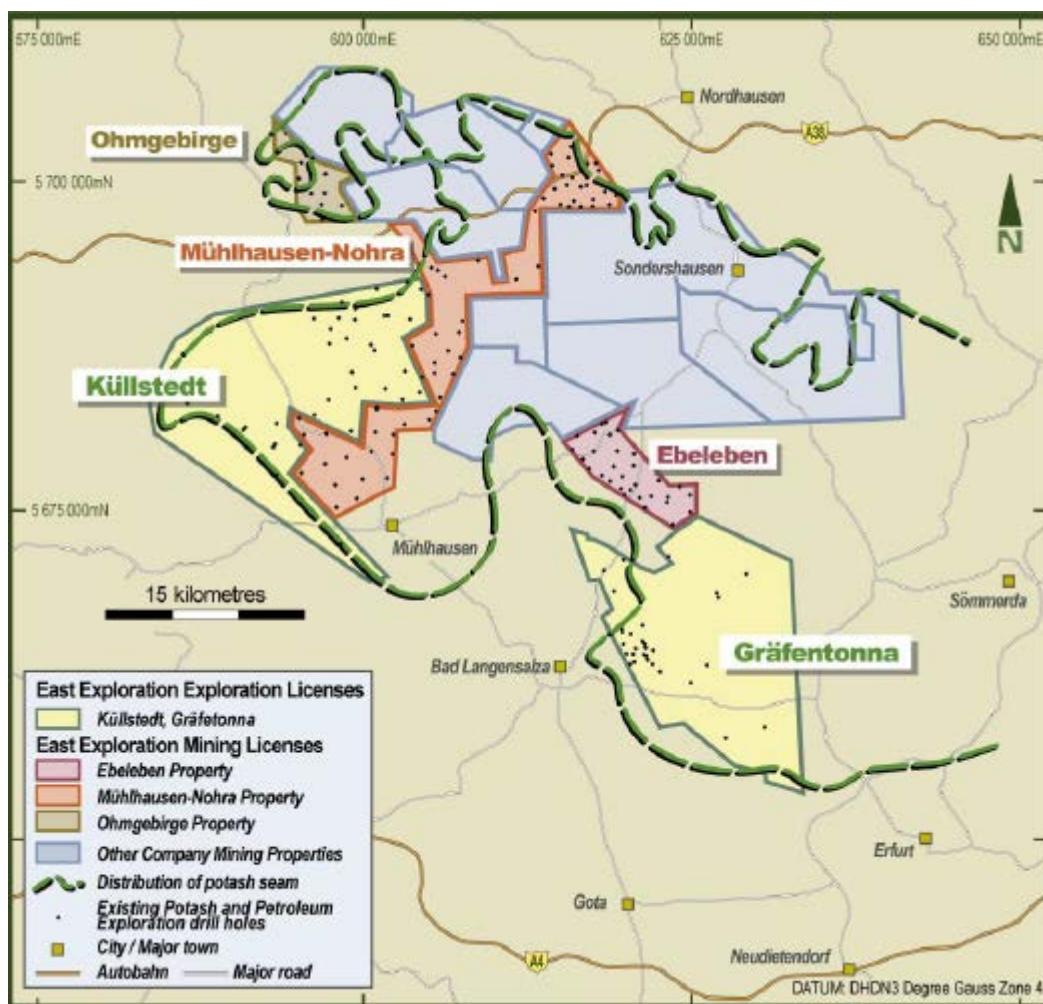 575 000mE
600 000mE
625 000mE
650 000mE
Nordhausen
A38
Ohmgebirge
5 700 000mN
N
Mühlhausen-Nohra
Sondershausen
Küllstedt
Ebeleben
5 675 000mN
Mühlhausen
15 kilometres
Sömmerda
Gräfentonna
Bad Langensalza
East Exploration Exploration Licenses
Küllstedt, Gräfetonna
East Exploration Mining Licenses
Ebeleben Property
Mühlhausen-Nohra Property
Ohmgebirge Property
Other Company Mining Properties
Distribution of potash seam
Existing Potash and Petroleum
Exploration drill holes
City / Major town
Autobahn
Major road
Erfurt
Gota
A4
Neudietendorf
DATUM: DHDN3 Degree Gauss Zone 4